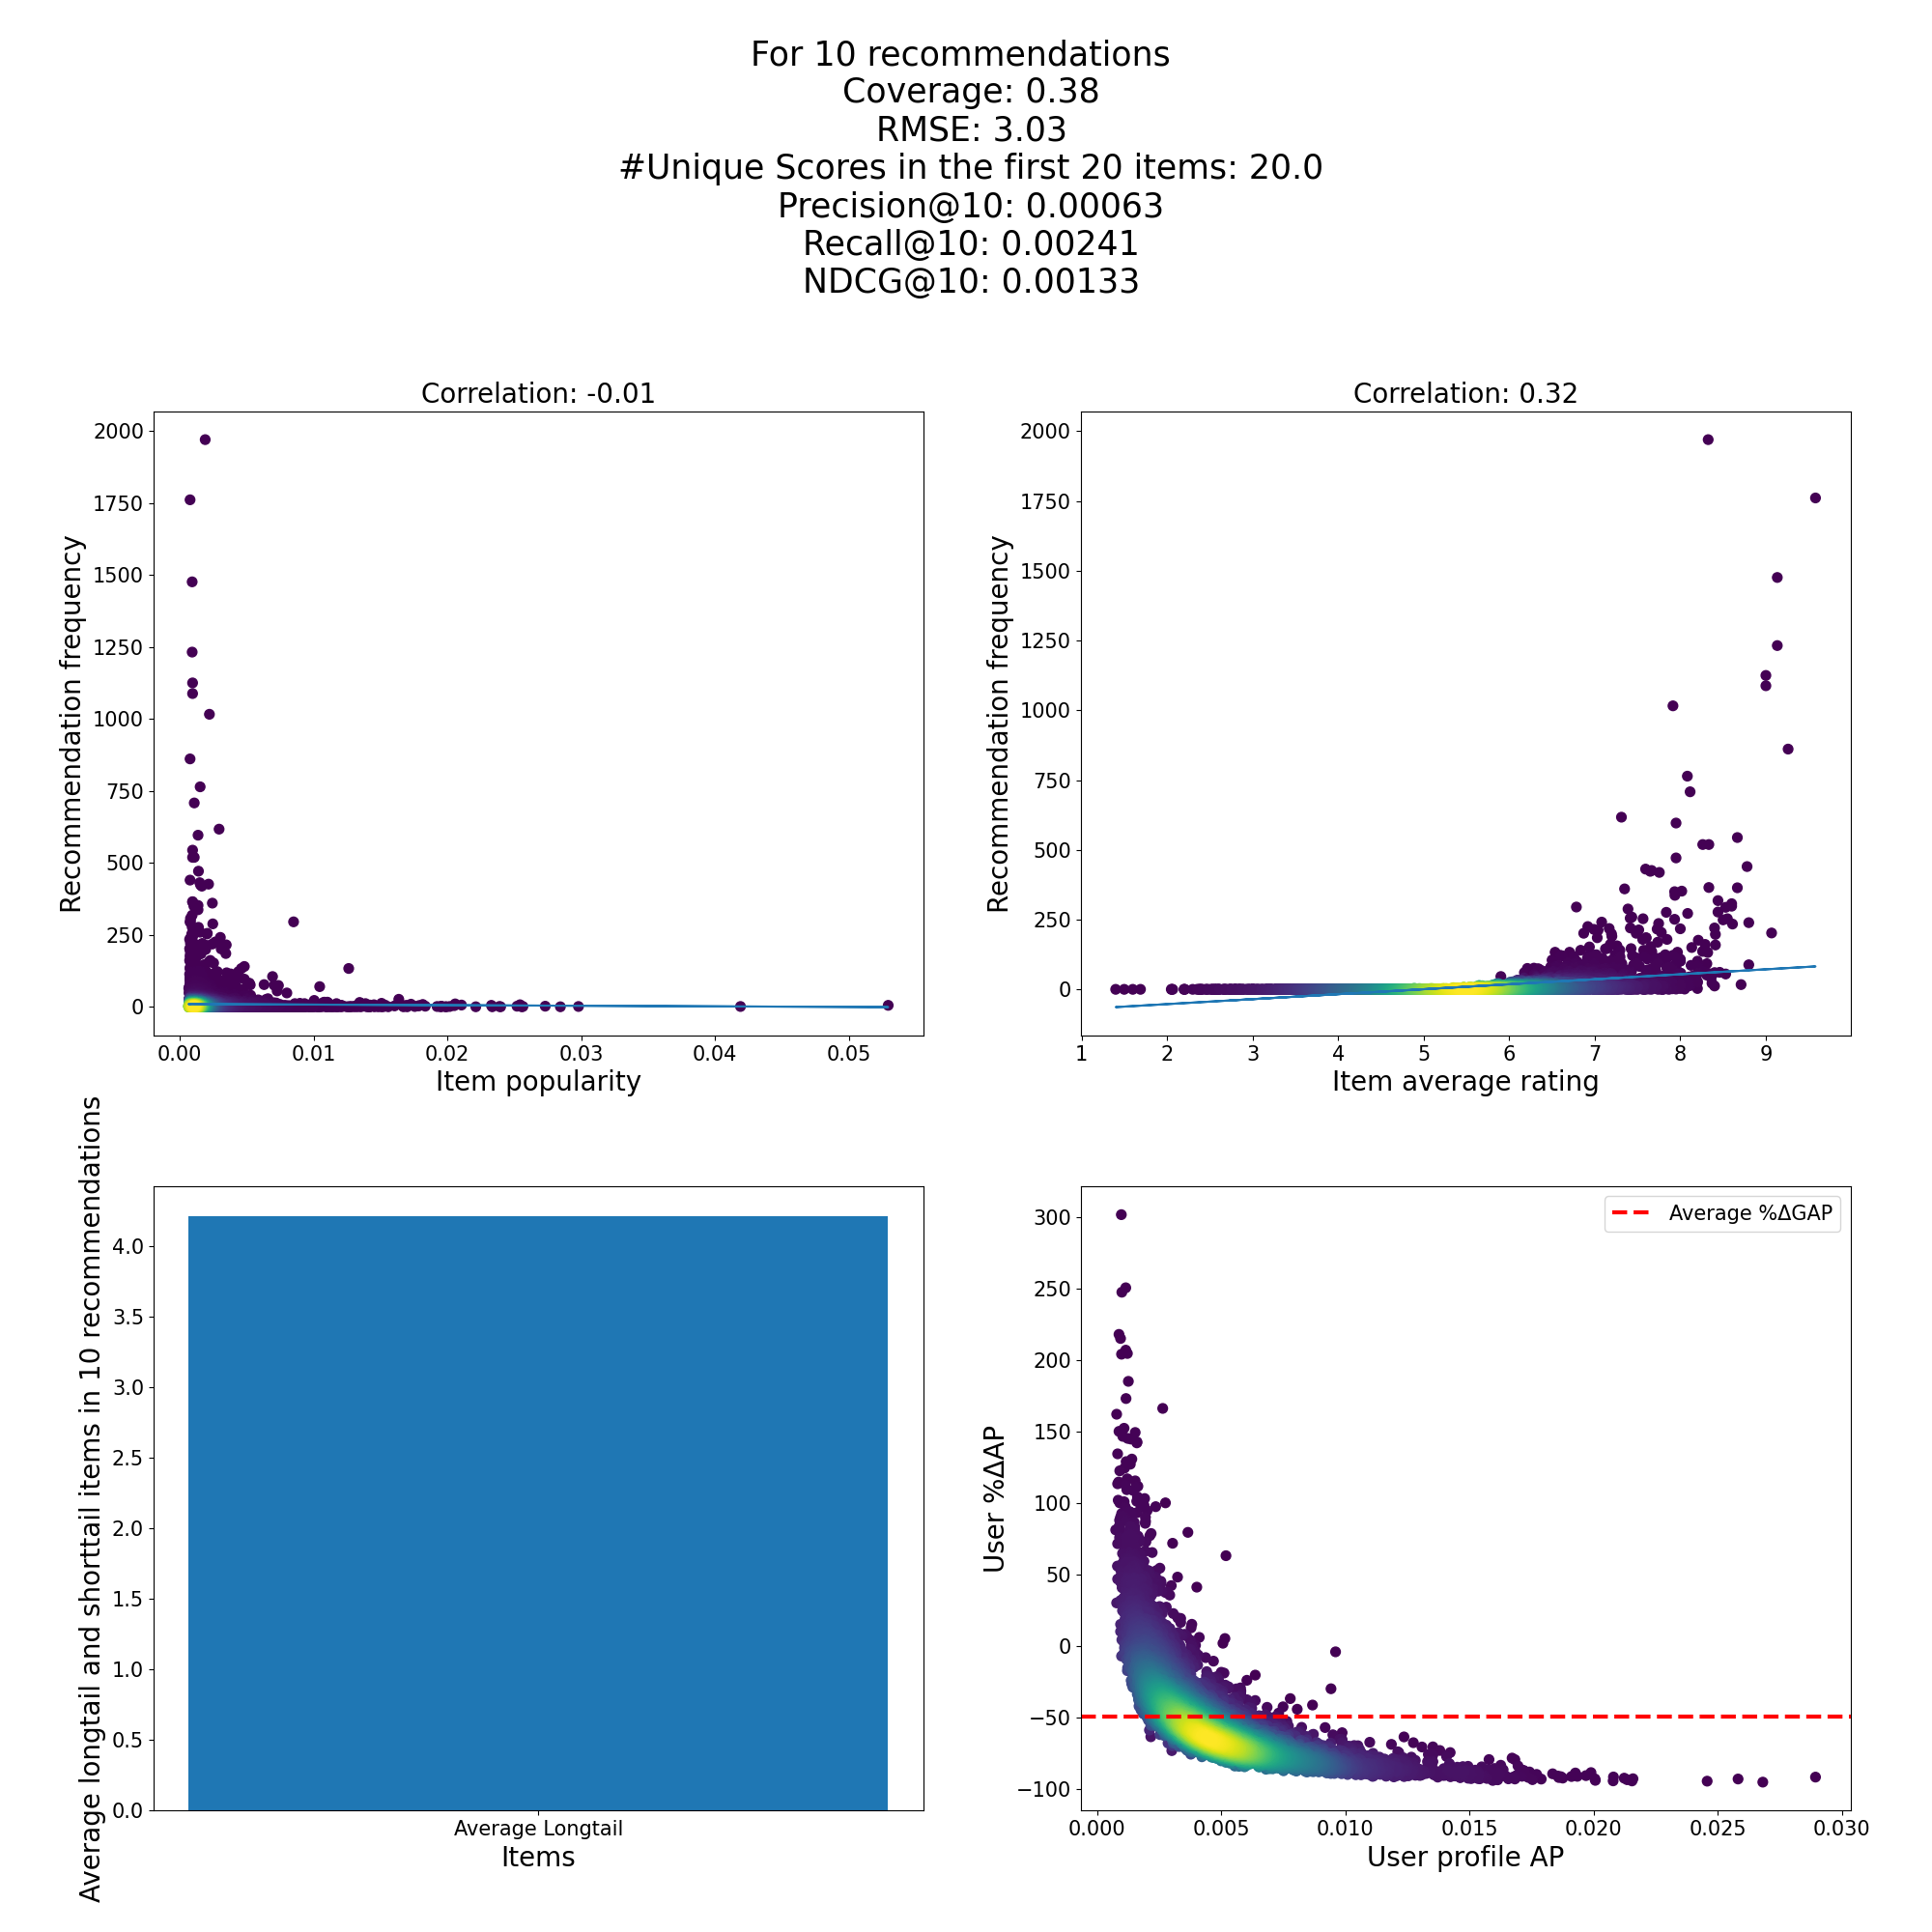 For 10 recommendations
Coverage: 0.38
RMSE: 3.03
#Unique Scores in the first 20 items: 20.0
Precision@10: 0.00063
Recall@10: 0.00241
NDCG@10: 0.00133
Correlation: -0.01
2000
1750
1500
1250
1000
750
500
250
0
Recommendation frequency
0.00 0.01 0.02 0.03 0.04 0.05
Item popularity
Correlation: 0.32
2000
1750
1500
1250
1000
750
500
250
0
Recommendation frequency
1 2 3 4 5 6 7 8 9
Item average rating
4.0
3.5
3.0
2.5
2.0
1.5
1.0
0.5
0.0
Average longtail and shorttail items in 10 recommendations
Average Longtail
Items
Average %ΔGAP
300
250
200
150
100
50
0
−50
−100
User %ΔAP
0.000 0.005 0.010 0.015 0.020 0.025 0.030
User profile AP